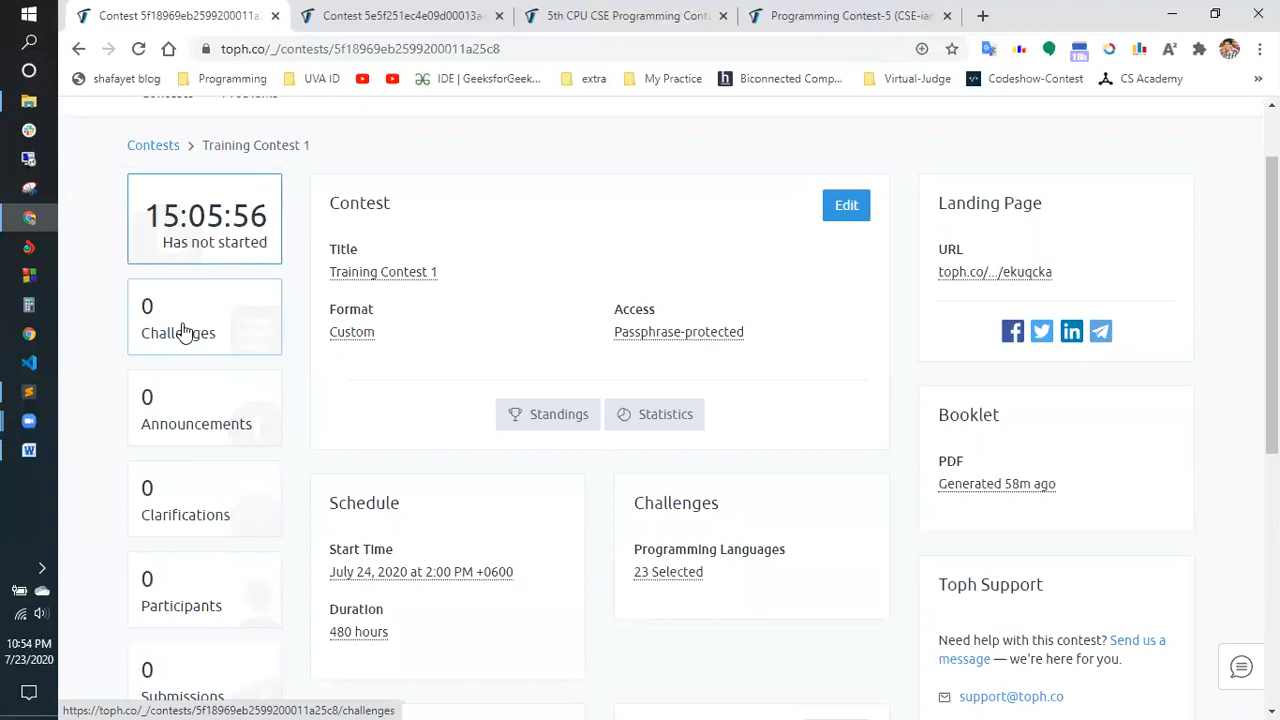 Contest 5f18969eb2599200011a2
Contest 5e5f251ec4e09d00013a
5th CPU CSE Programming Cont
Programming Contest-5 (CSE-iar
toph.co/_/contests/5f18969eb2599200011a25c8
18h
shafayet blog
Programming
UVA ID
IDE | GeeksforGeek...
extra
My Practice
Biconnected Comp...
Virtual-Judge
Codeshow-Contest
CS Academy
»
Contests > Training Contest 1
15:05:56
Has not started
0
Challenges
0
Announcements
0
Clarifications
0
Participants
0
Submissions
Contest
Edit
Title
Training Contest 1
Format
Access
Custom
Passphrase-protected
Standings
Statistics
Schedule
Start Time
July 24, 2020 at 2:00 PM +0600
Duration
480 hours
Challenges
Programming Languages
23 Selected
Landing Page
URL
toph.co/.../ekuqcka
Booklet
PDF
Generated 58m ago
Toph Support
Need help with this contest? Send us a
message — we're here for you.
support@toph.co
10:54 PM
7/23/2020
https://toph.co/_/contests/5f18969eb2599200011a25c8/challenges